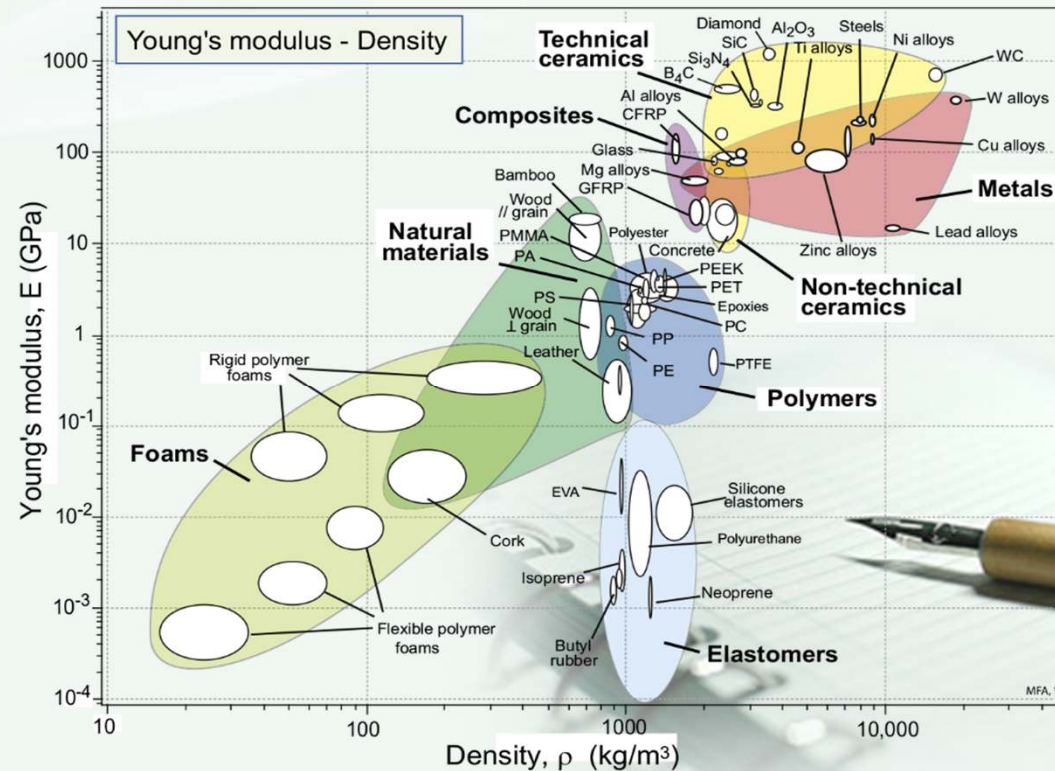 Young's modulus - Density
Young's modulus, E (GPa)
1000
100
10
1
10⁻¹
10⁻²
10⁻³
10⁻⁴
10
100
1000
10,000
Density, ρ (kg/m³)
Technical
ceramics
Diamond
SiC
Si₃N₄
B₄C
Al₂O₃
Ti alloys
Steels
Ni alloys
WC
W alloys
Cu alloys
Metals
Lead alloys
Zinc alloys
Al alloys
CFRP
Composites
Glass
Mg alloys
GFRP
Bamboo
Wood
// grain
Natural
materials
PMMA
PA
Polyester
Concrete
PEEK
PET
Epoxies
PC
Non-technical
ceramics
PS
Wood
⊥ grain
PP
PE
Leather
PTFE
Polymers
Rigid polymer
foams
Foams
Cork
Flexible polymer
foams
EVA
Silicone
elastomers
Polyurethane
Isoprene
Neoprene
Butyl
rubber
Elastomers
MFA,